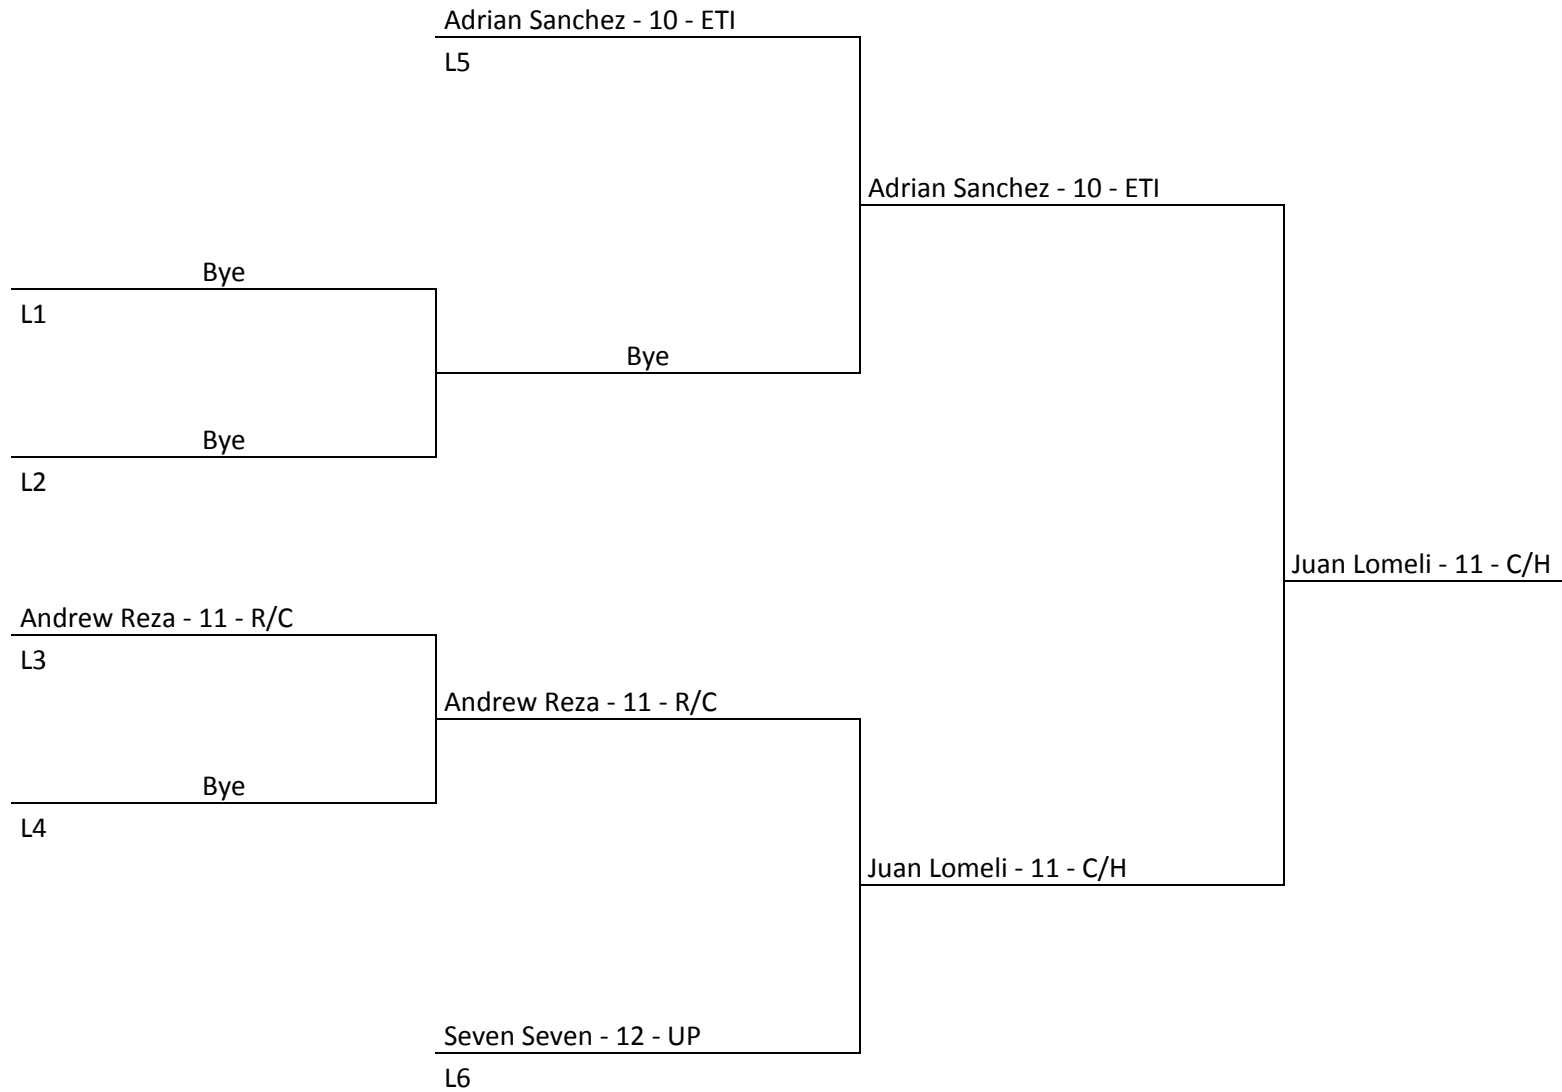 Adrian Sanchez - 10 - ETI
L5
Adrian Sanchez - 10 - ETI
Bye
L1
Bye
Bye
L2
Juan Lomeli - 11 - C/H
Andrew Reza - 11 - R/C
L3
Andrew Reza - 11 - R/C
Bye
L4
Juan Lomeli - 11 - C/H
Seven Seven - 12 - UP
L6